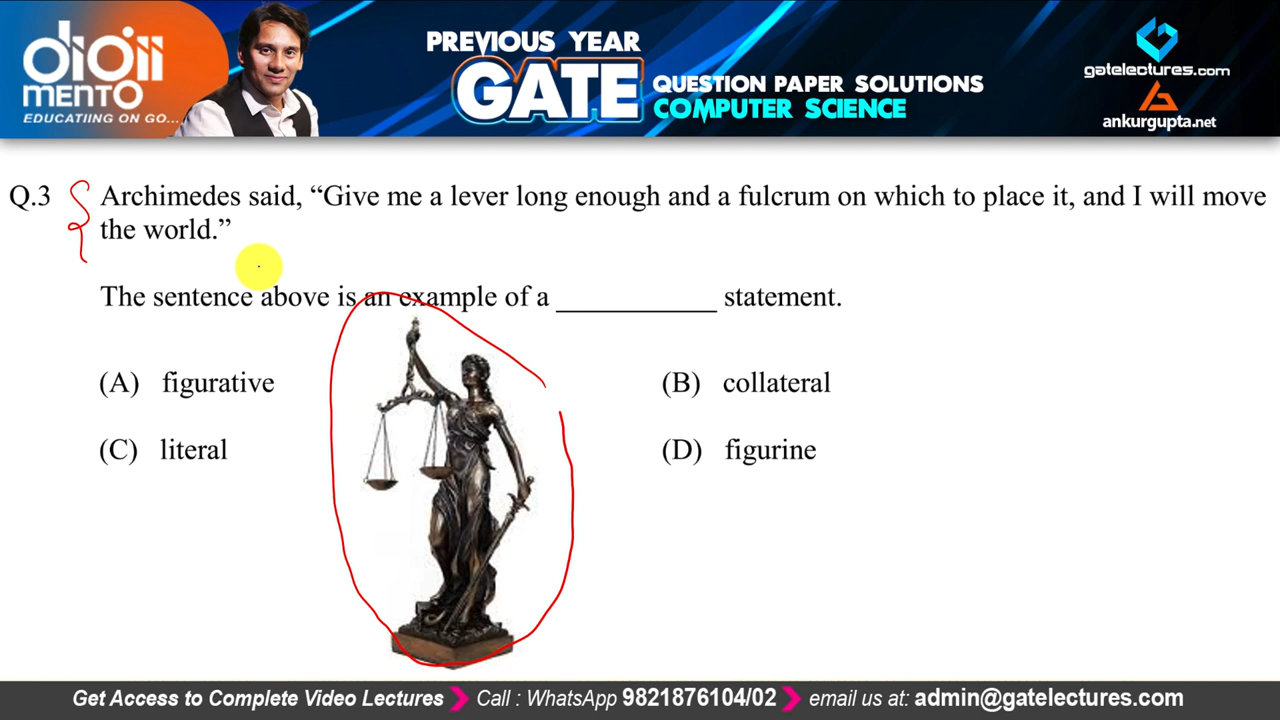 digii
MENTO
EDUCATIING ON GO...
PREVIOUS YEAR
GATE
QUESTION PAPER SOLUTIONS
COMPUTER SCIENCE
gatelectures.com
ankurgupta.net
Q.3 Archimedes said, “Give me a lever long enough and a fulcrum on which to place it, and I will move
the world.”
The sentence above is an example of a ___________ statement.
(A) figurative (B) collateral
(C) literal (D) figurine
Get Access to Complete Video Lectures Call : WhatsApp 9821876104/02 email us at: admin@gatelectures.com